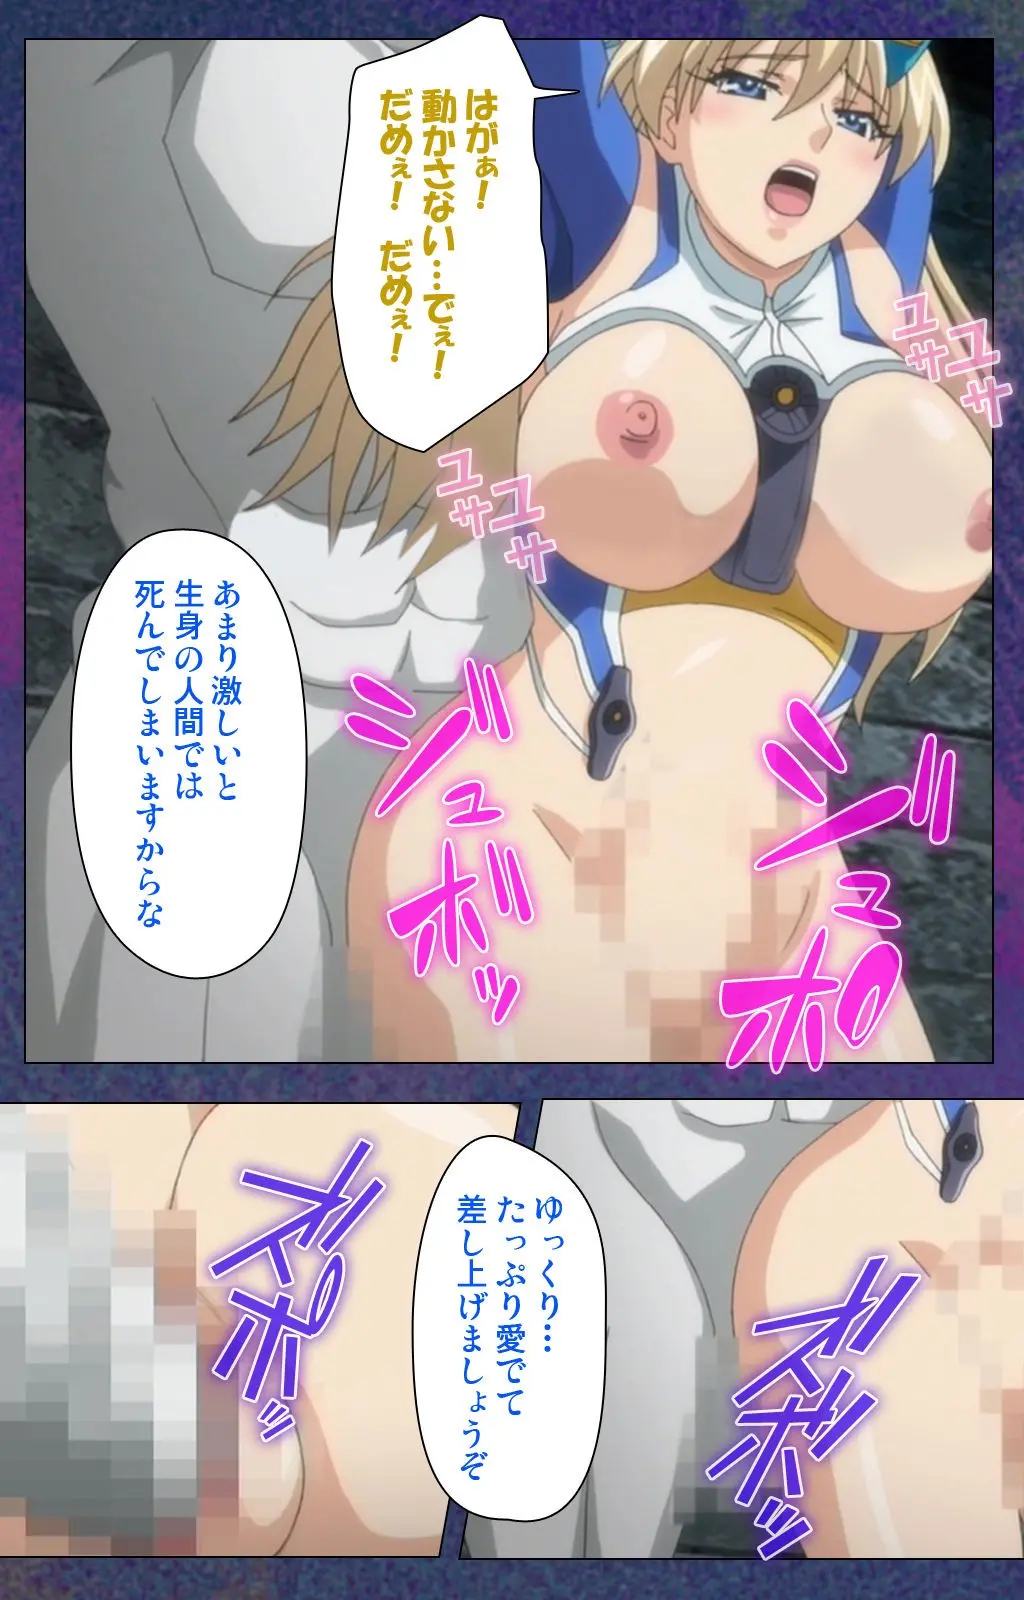 はがぁ！
動かさない…でぇ！
だめぇ！　だめぇ！
ユサ
ユサ
ユサ
ユサ
あまり激しいと
生身の人間では
死んでしまいますからな
ジュ
ボッ
ジュ
ポッ
ゆっくり…
たっぷり愛でて
差し上げましょうぞ
ズボッ
ズポッ